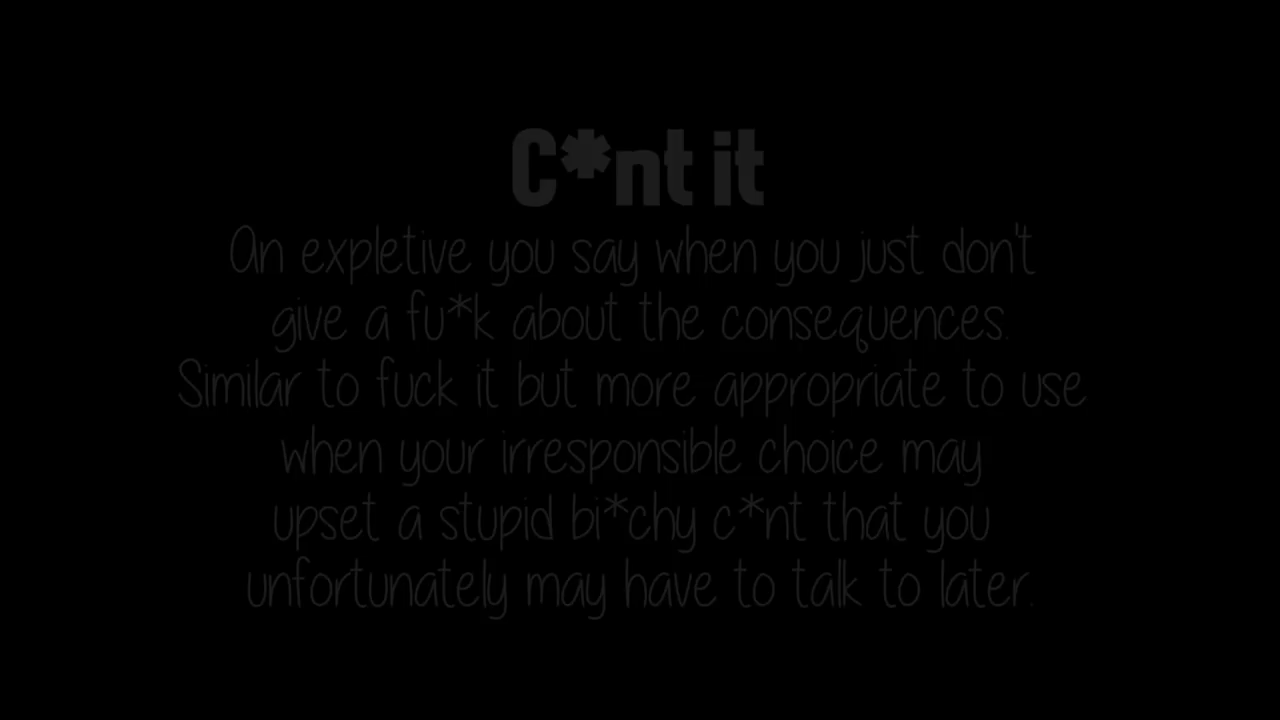 C*nt it
An expletive you say when you just don't
give a fu*k about the consequences.
Similar to fuck it but more appropriate to use
when your irresponsible choice may
upset a stupid bi*chy c*nt that you
unfortunately may have to talk to later.